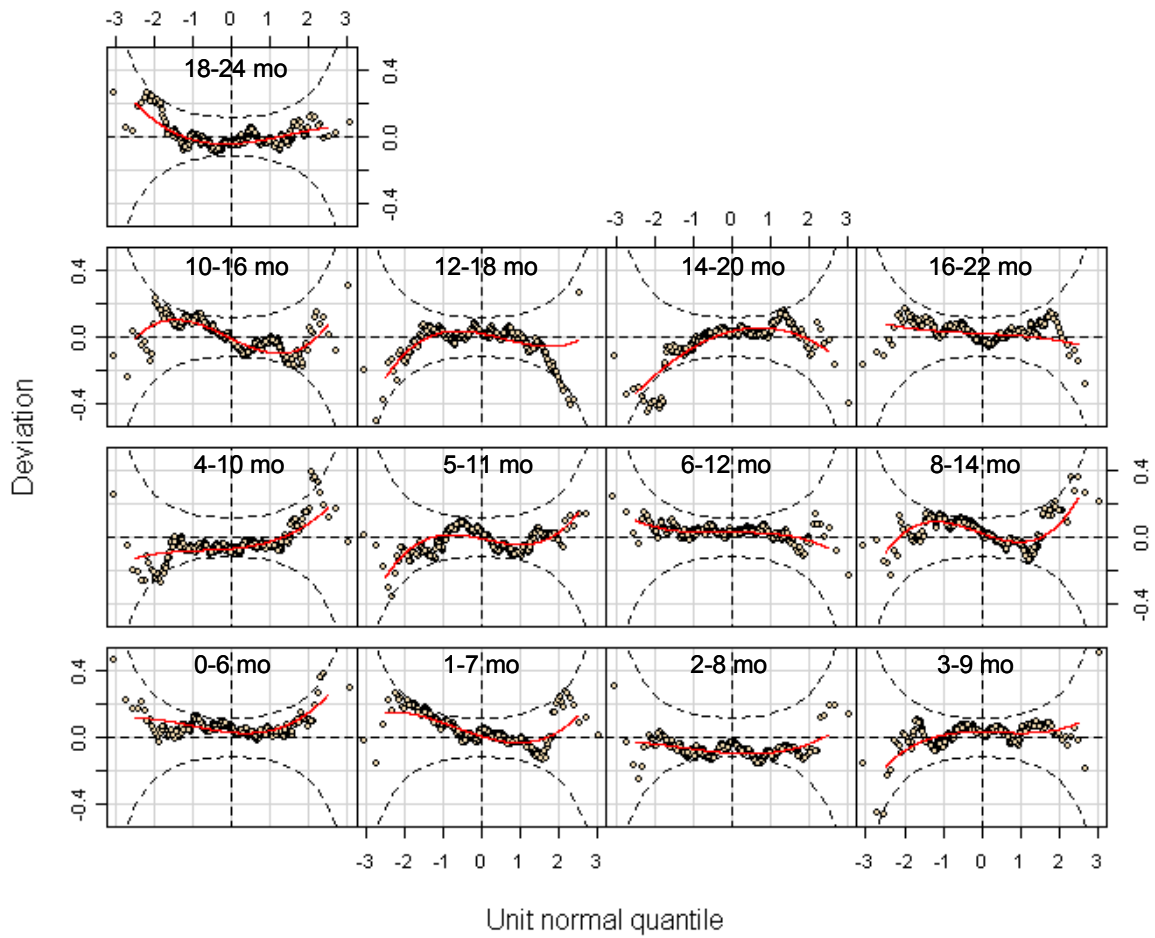 -3 -2 -1 0 1 2 3
18-24 mo
0.4
0.0
-0.4
-3 -2 -1 0 1 2 3
10-16 mo 12-18 mo 14-20 mo 16-22 mo
0.4
0.0
-0.4
Deviation
4-10 mo 5-11 mo 6-12 mo 8-14 mo
0.4
0.0
-0.4
0-6 mo 1-7 mo 2-8 mo 3-9 mo
0.4
0.0
-0.4
-3 -2 -1 0 1 2 3 -3 -2 -1 0 1 2 3
Unit normal quantile